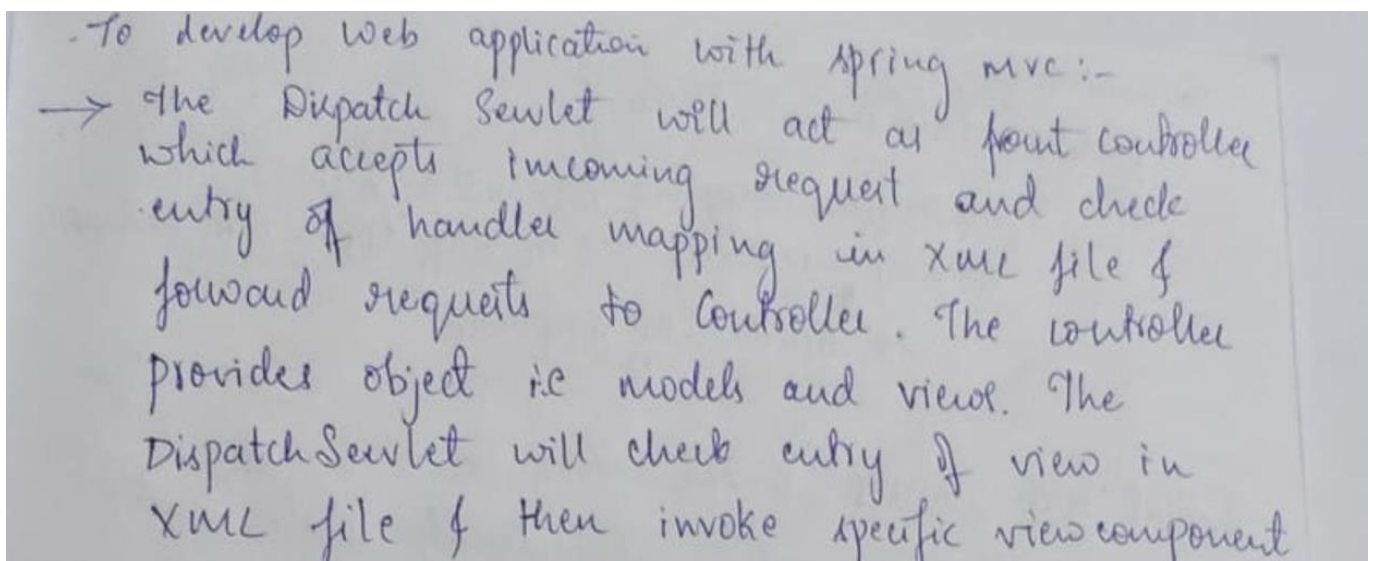 . To develop web application with spring mvc :-
→ The Dispatch Servlet will act as front controller
which accepts imcoming request and check
entry of handler mapping in XML file &
forward requests to Controller. The controller
provides object i.e models and views. The
DispatchServlet will check entry of view in
XML file & then invoke specific view component